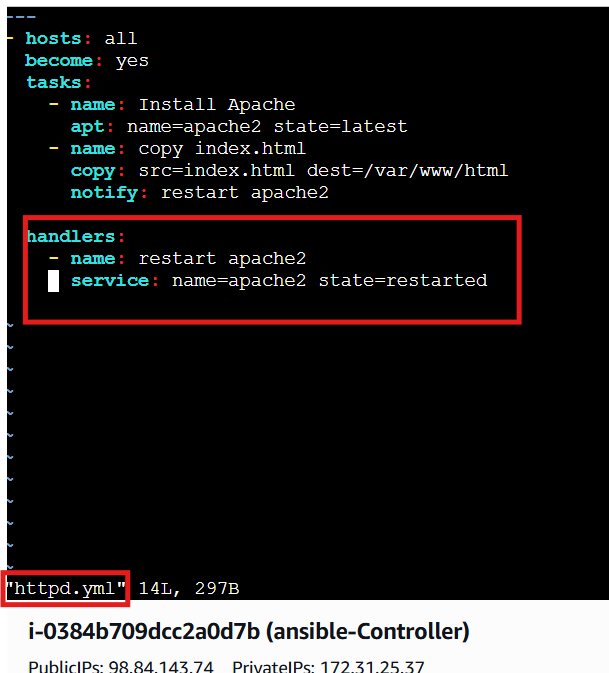 ---
- hosts: all
  become: yes
  tasks:
    - name: Install Apache
      apt: name=apache2 state=latest
    - name: copy index.html
      copy: src=index.html dest=/var/www/html
      notify: restart apache2

  handlers:
    - name: restart apache2
      service: name=apache2 state=restarted

~
~
~
~
~
~
~
~
~
~
~
~
"httpd.yml" 14L, 297B
i-0384b709dcc2a0d7b (ansible-Controller)
PublicIPs: 98.84.143.74 PrivateIPs: 172.31.25.37